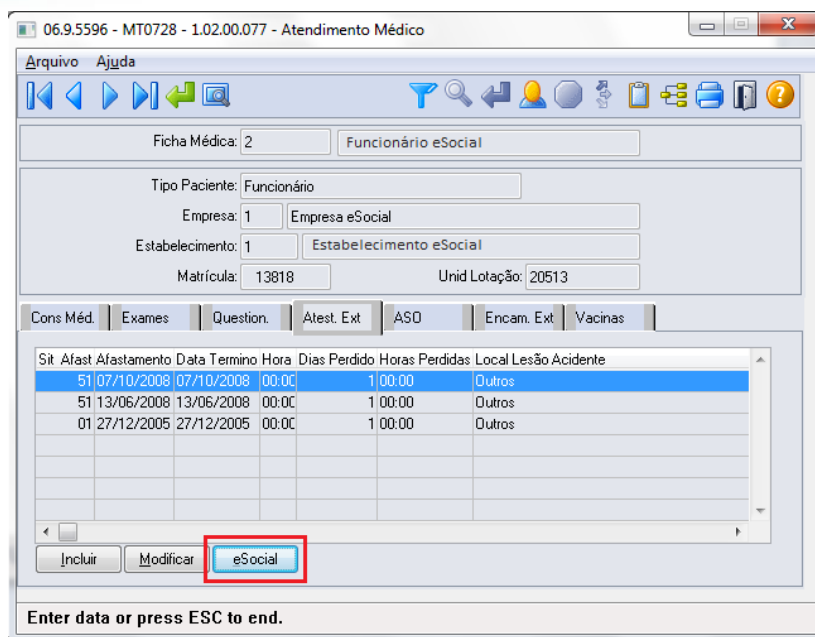 06.9.5596 - MT0728 - 1.02.00.077 - Atendimento Médico
Arquivo Ajuda
Ficha Médica: 2 Funcionário eSocial
Tipo Paciente: Funcionário
Empresa: 1 Empresa eSocial
Estabelecimento: 1 Estabelecimento eSocial
Matrícula: 13818 Unid Lotação: 20513
Cons Méd. Exames Question. Atest. Ext ASO Encam. Ext Vacinas
Sit Afast Afastamento Data Termino Hora Dias Perdido Horas Perdidas Local Lesão Acidente
51 07/10/2008 07/10/2008 00:00 1 00:00 Outros
51 13/06/2008 13/06/2008 00:00 1 00:00 Outros
01 27/12/2005 27/12/2005 00:00 1 00:00 Outros
Incluir Modificar eSocial
Enter data or press ESC to end.